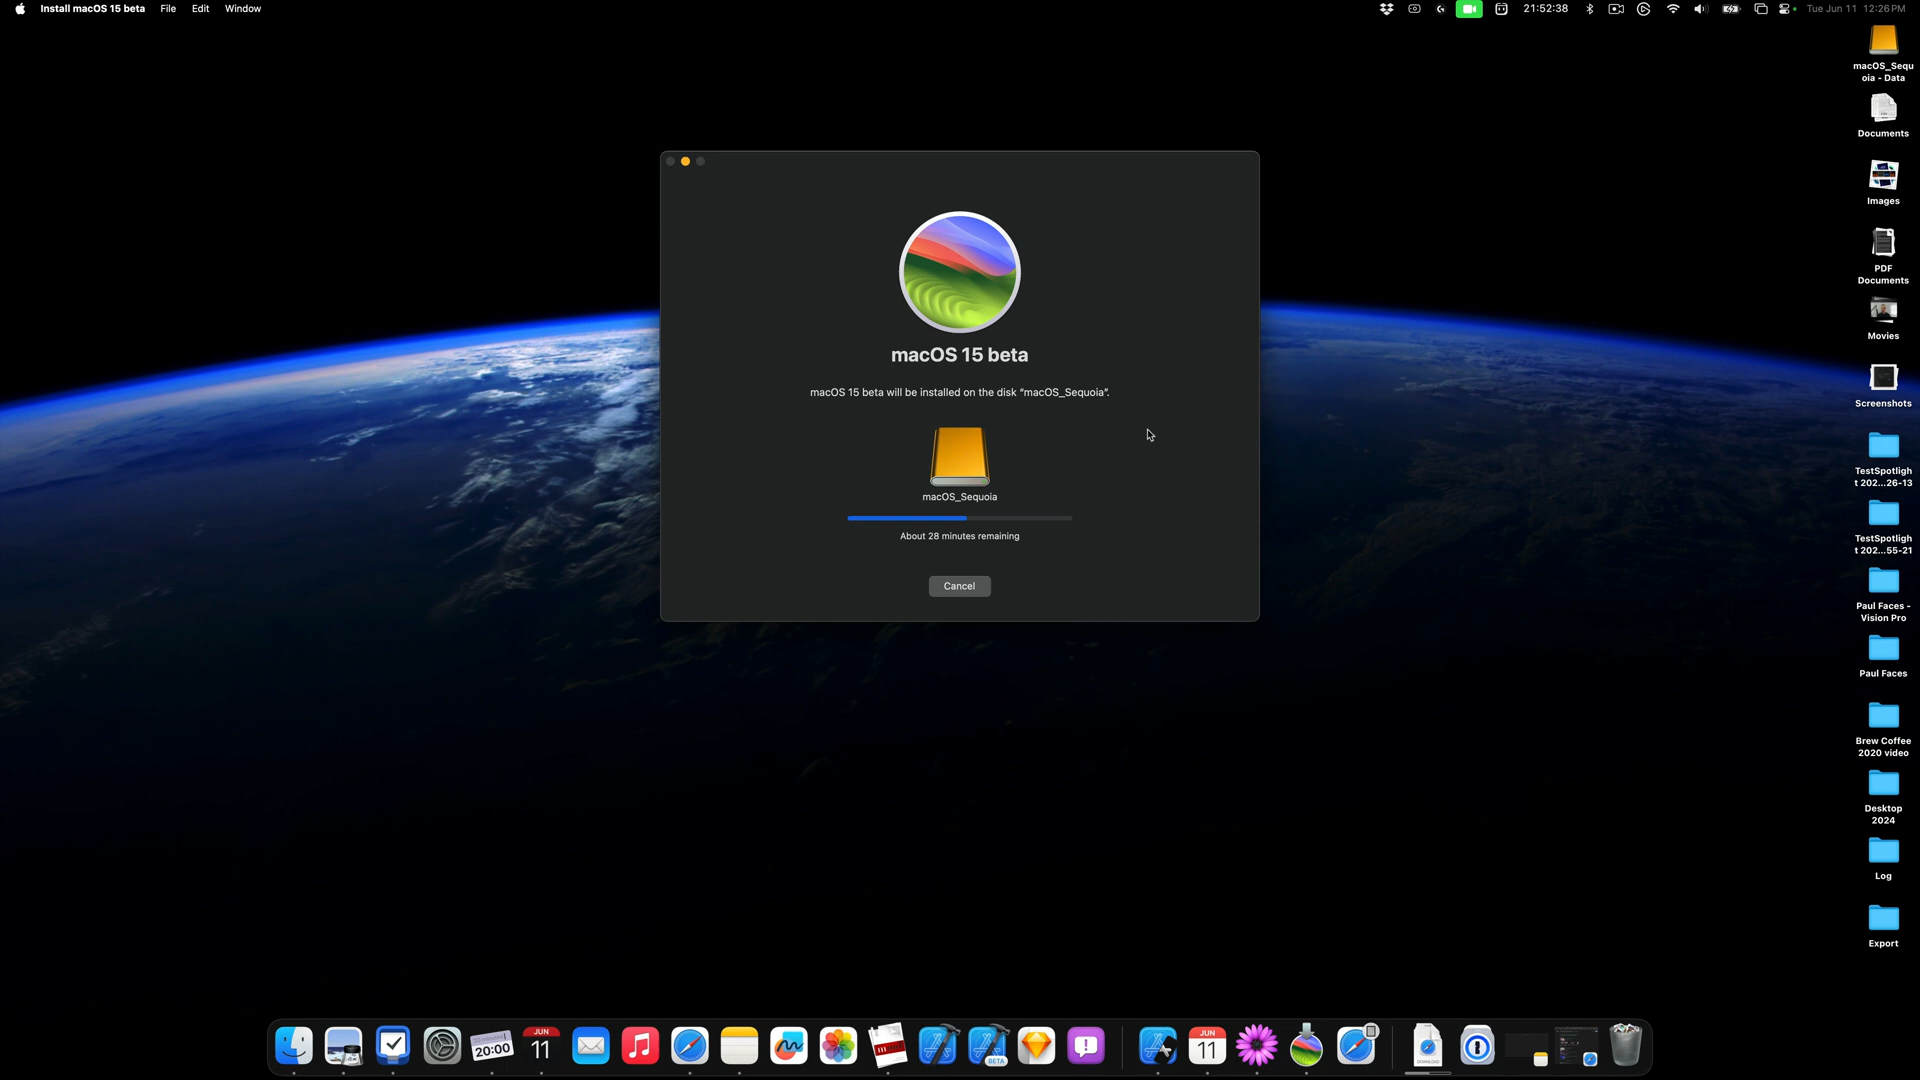 Install macOS 15 beta File Edit Window 21:52:38 Tue Jun 11 12:26 PM
macOS_Sequ
oia - Data
Documents
Images
PDF
Documents
Movies
Screenshots
TestSpotligh
t 202...26-13
TestSpotligh
t 202...55-21
Paul Faces -
Vision Pro
Paul Faces
Brew Coffee
2020 video
Desktop
2024
Log
Export
macOS 15 beta
macOS 15 beta will be installed on the disk “macOS_Sequoia”.
macOS_Sequoia
About 28 minutes remaining
Cancel
20:00
JUN
11
BETA
JUN
11
DOWNLOAD